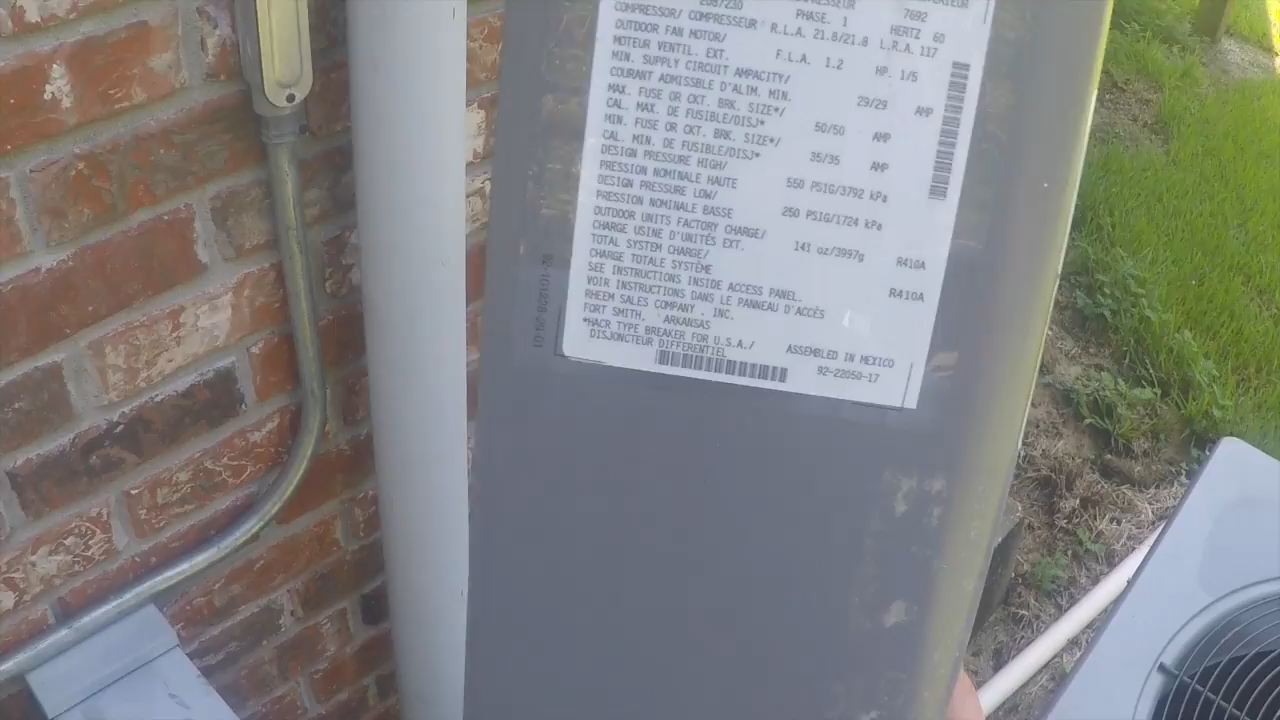 208/230
PHASE. 1
7692
HERTZ 60
COMPRESSOR/ COMPRESSEUR R.L.A. 21.8/21.8 L.R.A. 117
OUTDOOR FAN MOTOR/
MOTEUR VENTIL. EXT. F.L.A. 1.2 HP. 1/5
MIN. SUPPLY CIRCUIT AMPACITY/
COURANT ADMISSBLE D'ALIM. MIN. 29/29 AMP
MAX. FUSE OR CKT. BRK. SIZE*/
CAL. MAX. DE FUSIBLE/DISJ* 50/50 AMP
MIN. FUSE OR CKT. BRK. SIZE*/
CAL. MIN. DE FUSIBLE/DISJ* 35/35 AMP
DESIGN PRESSURE HIGH/
PRESSION NOMINALE HAUTE 550 PSIG/3792 kPa
DESIGN PRESSURE LOW/
PRESSION NOMINALE BASSE 250 PSIG/1724 kPa
OUTDOOR UNITS FACTORY CHARGE/
CHARGE USINE D'UNITÉS EXT. 141 oz/3997g R410A
TOTAL SYSTEM CHARGE/
CHARGE TOTALE SYSTÈME R410A
SEE INSTRUCTIONS INSIDE ACCESS PANEL.
VOIR INSTRUCTIONS DANS LE PANNEAU D'ACCÈS
RHEEM SALES COMPANY , INC.
FORT SMITH, ARKANSAS
*HACR TYPE BREAKER FOR U.S.A./
DISJONCTEUR DIFFERENTIEL
ASSEMBLED IN MEXICO
92-22050-17